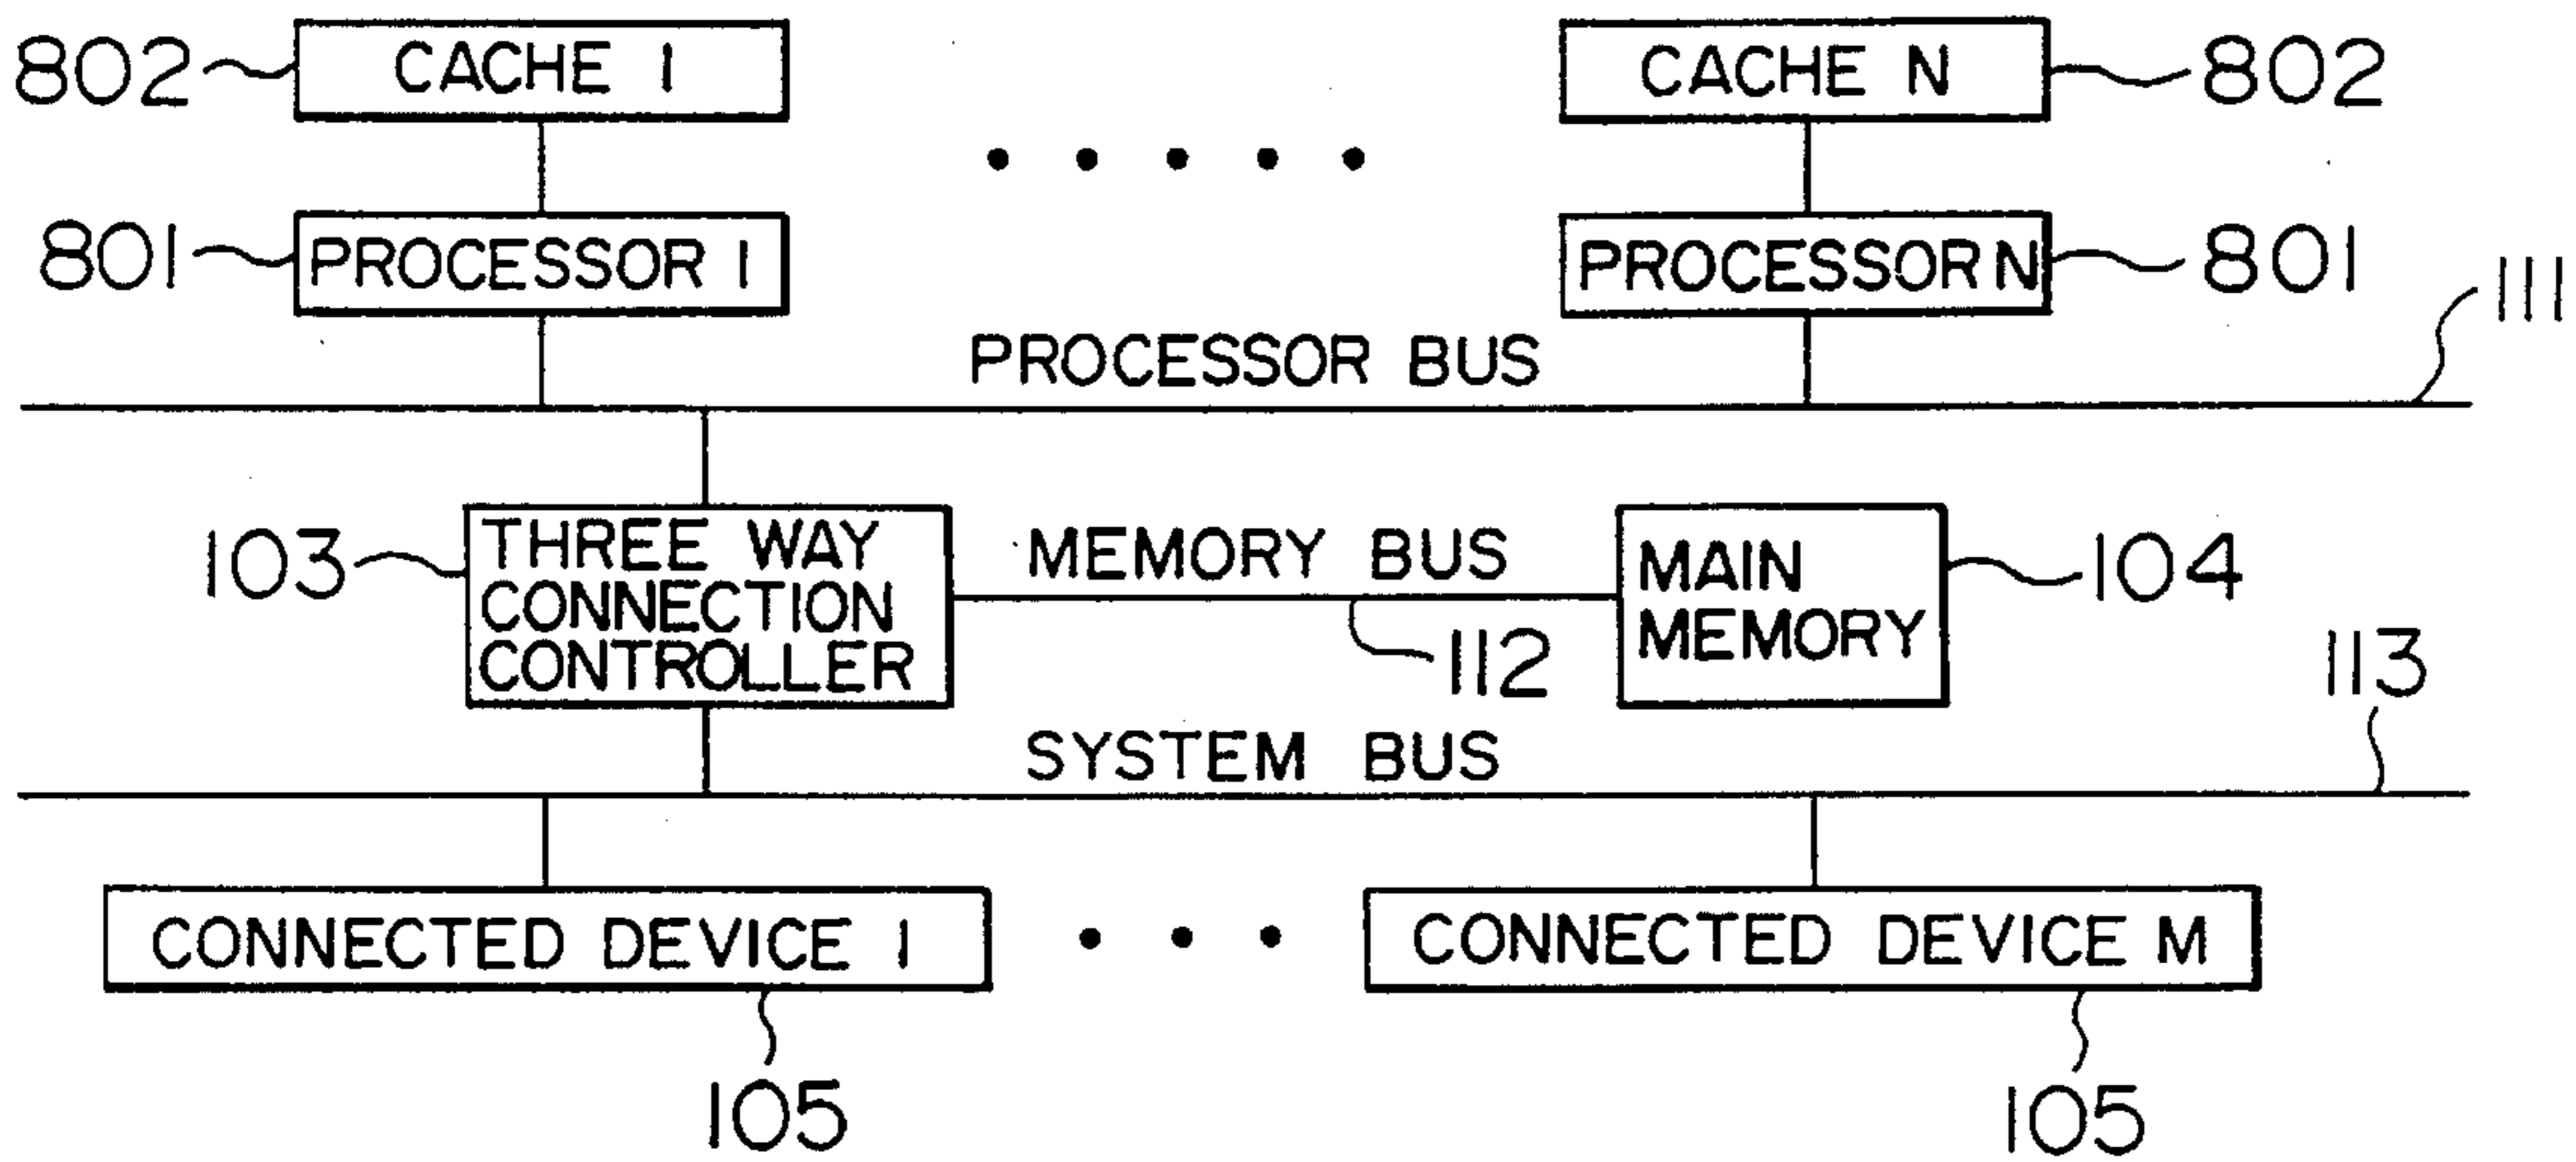 802
CACHE 1
CACHE N
802
801
PROCESSOR 1
PROCESSOR N
801
111
PROCESSOR BUS
103
THREE WAY
CONNECTION
CONTROLLER
MEMORY BUS
112
MAIN
MEMORY
104
113
SYSTEM BUS
CONNECTED DEVICE 1
CONNECTED DEVICE M
105
105